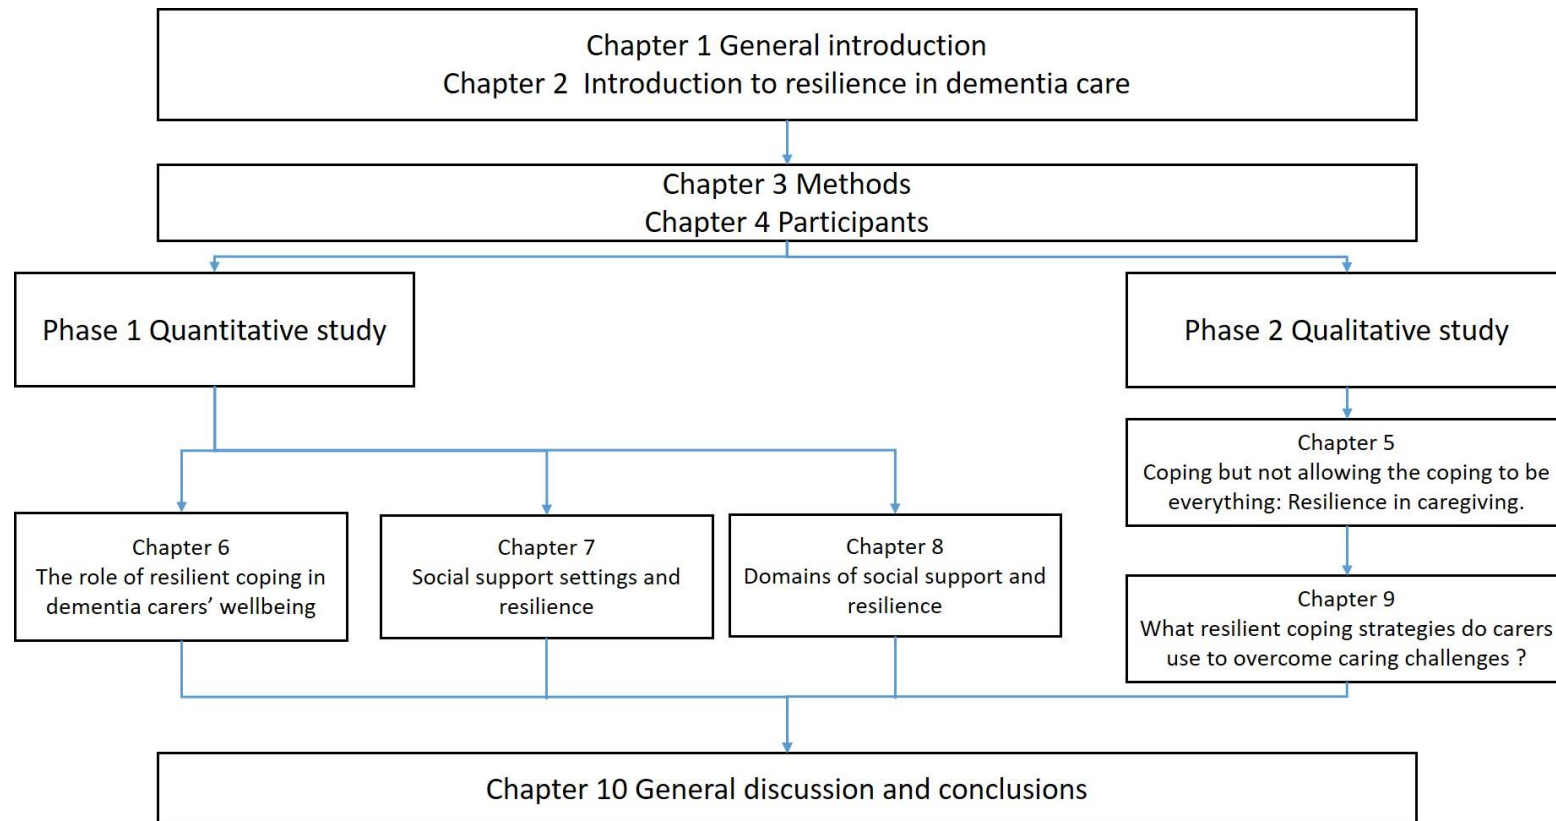 Chapter 1 General introduction
Chapter 2  Introduction to resilience in dementia care
Chapter 3 Methods
Chapter 4 Participants
Phase 1 Quantitative study
Phase 2 Qualitative study
Chapter 5
Coping but not allowing the coping to be
everything: Resilience in caregiving.
Chapter 6
The role of resilient coping in
dementia carers’ wellbeing
Chapter 7
Social support settings and
resilience
Chapter 8
Domains of social support and
resilience
Chapter 9
What resilient coping strategies do carers
use to overcome caring challenges ?
Chapter 10 General discussion and conclusions